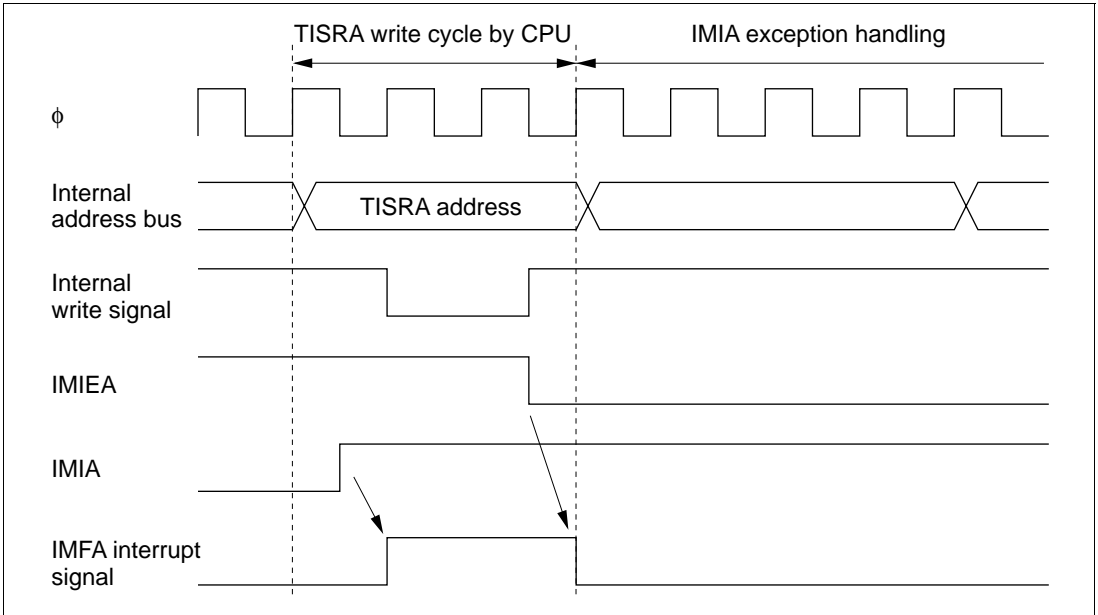 TISRA write cycle by CPU
IMIA exception handling
ϕ
Internal
address bus
TISRA address
Internal
write signal
IMIEA
IMIA
IMFA interrupt
signal